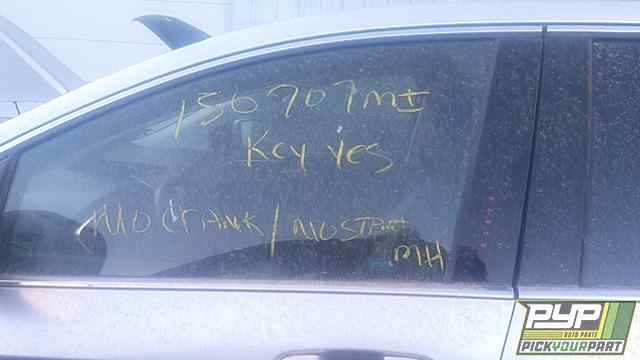 150707MI
Key yes
NO CRANK / NO START
MH
PYP
AUTO PARTS
PICKYOURPART